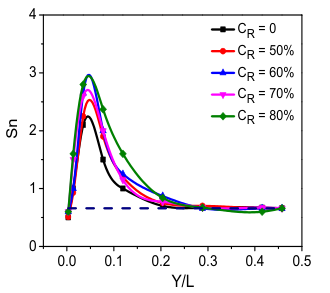 C_R = 0
C_R = 50%
C_R = 60%
C_R = 70%
C_R = 80%
Sn
4
3
2
1
0
0.0 0.1 0.2 0.3 0.4 0.5
Y/L